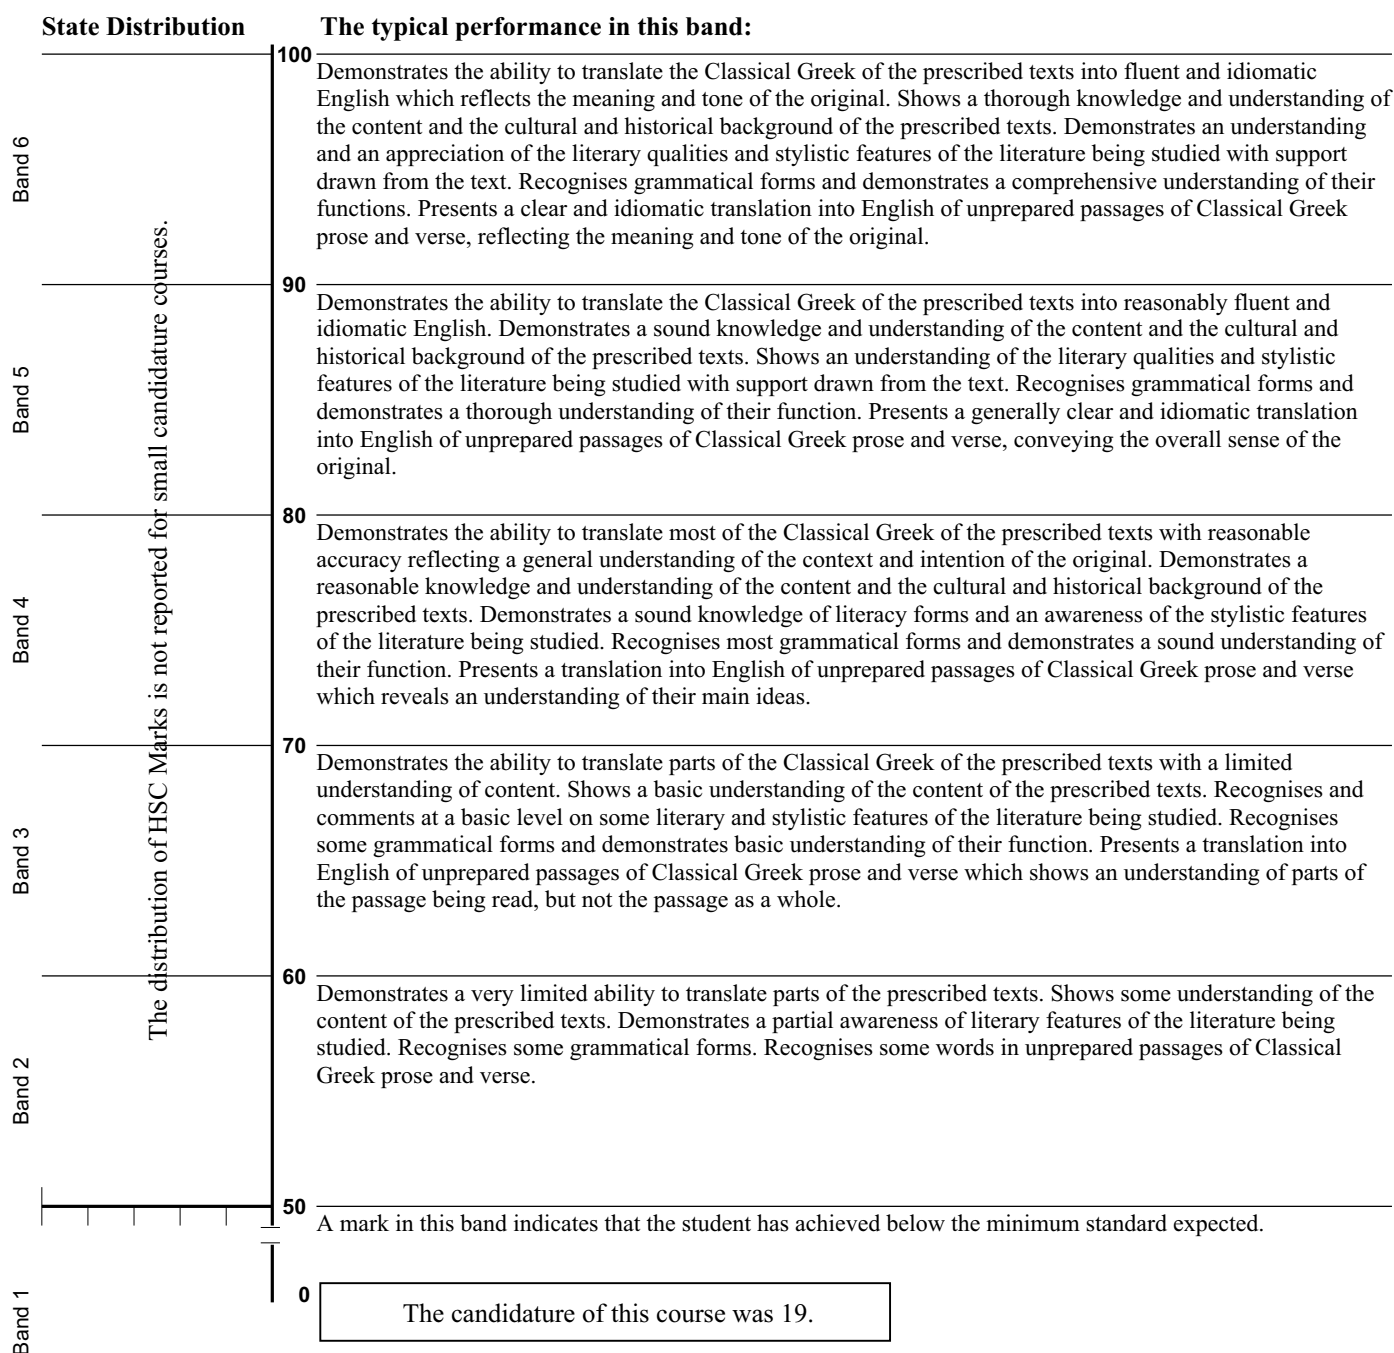 State Distribution
The typical performance in this band:
100
Demonstrates the ability to translate the Classical Greek of the prescribed texts into fluent and idiomatic
English which reflects the meaning and tone of the original. Shows a thorough knowledge and understanding of
the content and the cultural and historical background of the prescribed texts. Demonstrates an understanding
and an appreciation of the literary qualities and stylistic features of the literature being studied with support
drawn from the text. Recognises grammatical forms and demonstrates a comprehensive understanding of their
functions. Presents a clear and idiomatic translation into English of unprepared passages of Classical Greek
prose and verse, reflecting the meaning and tone of the original.
Band 6
90
Demonstrates the ability to translate the Classical Greek of the prescribed texts into reasonably fluent and
idiomatic English. Demonstrates a sound knowledge and understanding of the content and the cultural and
historical background of the prescribed texts. Shows an understanding of the literary qualities and stylistic
features of the literature being studied with support drawn from the text. Recognises grammatical forms and
demonstrates a thorough understanding of their function. Presents a generally clear and idiomatic translation
into English of unprepared passages of Classical Greek prose and verse, conveying the overall sense of the
original.
Band 5
80
Demonstrates the ability to translate most of the Classical Greek of the prescribed texts with reasonable
accuracy reflecting a general understanding of the context and intention of the original. Demonstrates a
reasonable knowledge and understanding of the content and the cultural and historical background of the
prescribed texts. Demonstrates a sound knowledge of literacy forms and an awareness of the stylistic features
of the literature being studied. Recognises most grammatical forms and demonstrates a sound understanding of
their function. Presents a translation into English of unprepared passages of Classical Greek prose and verse
which reveals an understanding of their main ideas.
Band 4
The distribution of HSC Marks is not reported for small candidature courses.
70
Demonstrates the ability to translate parts of the Classical Greek of the prescribed texts with a limited
understanding of content. Shows a basic understanding of the content of the prescribed texts. Recognises and
comments at a basic level on some literary and stylistic features of the literature being studied. Recognises
some grammatical forms and demonstrates basic understanding of their function. Presents a translation into
English of unprepared passages of Classical Greek prose and verse which shows an understanding of parts of
the passage being read, but not the passage as a whole.
Band 3
60
Demonstrates a very limited ability to translate parts of the prescribed texts. Shows some understanding of the
content of the prescribed texts. Demonstrates a partial awareness of literary features of the literature being
studied. Recognises some grammatical forms. Recognises some words in unprepared passages of Classical
Greek prose and verse.
Band 2
50
A mark in this band indicates that the student has achieved below the minimum standard expected.
0
Band 1
The candidature of this course was 19.